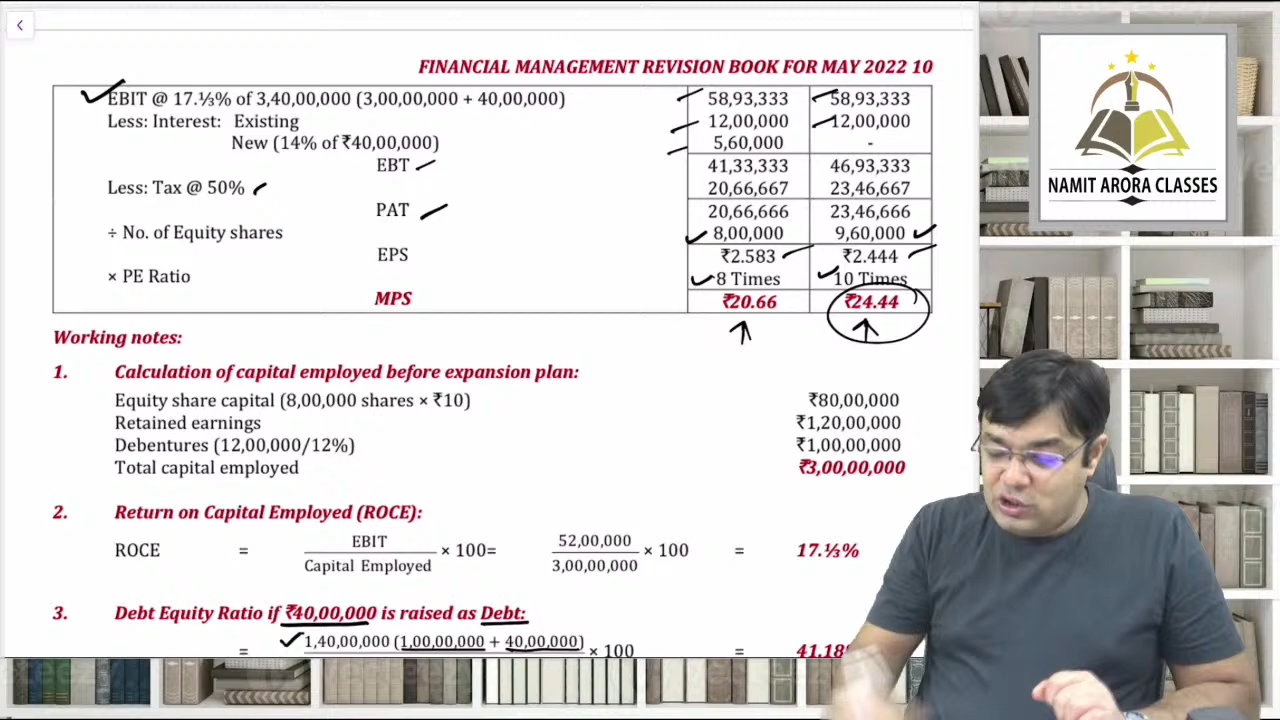 FINANCIAL MANAGEMENT REVISION BOOK FOR MAY 2022 10
EBIT @ 17.⅓% of 3,40,00,000 (3,00,00,000 + 40,00,000) 58,93,333 58,93,333
Less: Interest: Existing 12,00,000 12,00,000
New (14% of ₹40,00,000) 5,60,000 -
EBT 41,33,333 46,93,333
Less: Tax @ 50% 20,66,667 23,46,667
PAT 20,66,666 23,46,666
÷ No. of Equity shares 8,00,000 9,60,000
EPS ₹2.583 ₹2.444
× PE Ratio 8 Times 10 Times
MPS ₹20.66 ₹24.44
Working notes:
1. Calculation of capital employed before expansion plan:
Equity share capital (8,00,000 shares × ₹10) ₹80,00,000
Retained earnings ₹1,20,00,000
Debentures (12,00,000/12%) ₹1,00,00,000
Total capital employed ₹3,00,00,000
2. Return on Capital Employed (ROCE):
ROCE = EBIT / Capital Employed × 100= 52,00,000 / 3,00,00,000 × 100 = 17.⅓%
3. Debt Equity Ratio if ₹40,00,000 is raised as Debt:
= 1,40,00,000 (1,00,00,000 + 40,00,000) × 100 = 41.18%
NAMIT ARORA CLASSES